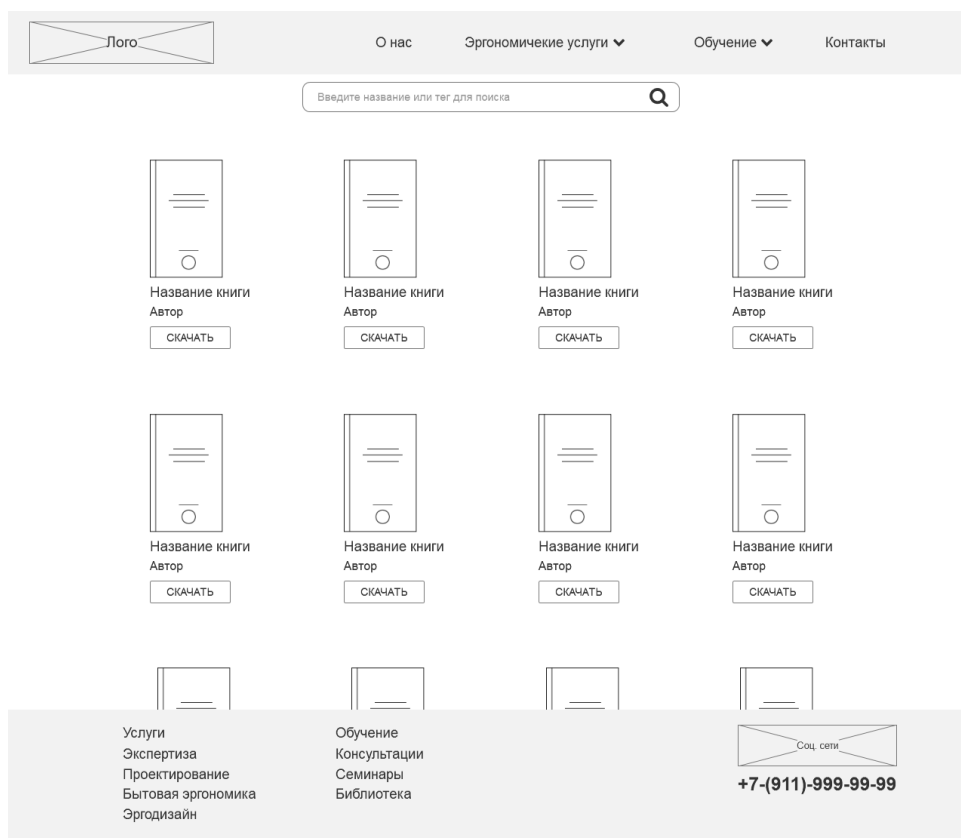 Лого О нас Эргономичекие услуги Обучение Контакты
Введите название или тег для поиска
Название книги Название книги Название книги Название книги
Автор Автор Автор Автор
СКАЧАТЬ СКАЧАТЬ СКАЧАТЬ СКАЧАТЬ
Название книги Название книги Название книги Название книги
Автор Автор Автор Автор
СКАЧАТЬ СКАЧАТЬ СКАЧАТЬ СКАЧАТЬ
Услуги
Экспертиза
Проектирование
Бытовая эргономика
Эргодизайн
Обучение
Консультации
Семинары
Библиотека
Соц. сети
+7-(911)-999-99-99